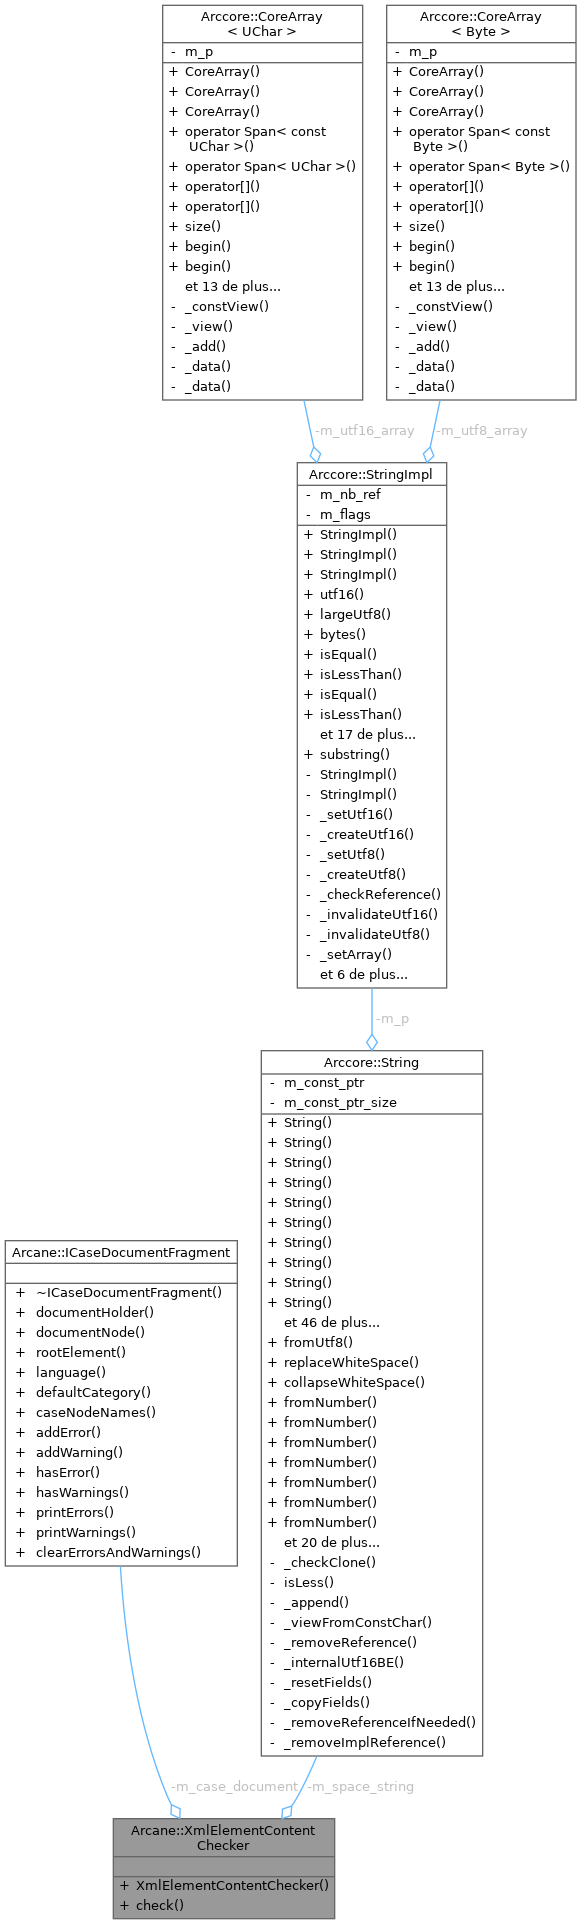 Arccore::CoreArray
< UChar >
- m_p
+ CoreArray()
+ CoreArray()
+ CoreArray()
+ operator Span< const
UChar >()
+ operator Span< UChar >()
+ operator[]()
+ operator[]()
+ size()
+ begin()
+ begin()
et 13 de plus...
- _constView()
- _view()
- _add()
- _data()
- _data()
Arccore::CoreArray
< Byte >
- m_p
+ CoreArray()
+ CoreArray()
+ CoreArray()
+ operator Span< const
Byte >()
+ operator Span< Byte >()
+ operator[]()
+ operator[]()
+ size()
+ begin()
+ begin()
et 13 de plus...
- _constView()
- _view()
- _add()
- _data()
- _data()
-m_utf16_array
-m_utf8_array
Arccore::StringImpl
- m_nb_ref
- m_flags
+ StringImpl()
+ StringImpl()
+ StringImpl()
+ utf16()
+ largeUtf8()
+ bytes()
+ isEqual()
+ isLessThan()
+ isEqual()
+ isLessThan()
et 17 de plus...
+ substring()
- StringImpl()
- StringImpl()
- _setUtf16()
- _createUtf16()
- _setUtf8()
- _createUtf8()
- _checkReference()
- _invalidateUtf16()
- _invalidateUtf8()
- _setArray()
et 6 de plus...
-m_p
Arccore::String
- m_const_ptr
- m_const_ptr_size
+ String()
+ String()
+ String()
+ String()
+ String()
+ String()
+ String()
+ String()
+ String()
+ String()
et 46 de plus...
+ fromUtf8()
+ replaceWhiteSpace()
+ collapseWhiteSpace()
+ fromNumber()
+ fromNumber()
+ fromNumber()
+ fromNumber()
+ fromNumber()
+ fromNumber()
+ fromNumber()
et 20 de plus...
- _checkClone()
- isLess()
- _append()
- _viewFromConstChar()
- _removeReference()
- _internalUtf16BE()
- _resetFields()
- _copyFields()
- _removeReferenceIfNeeded()
- _removeImplReference()
Arcane::ICaseDocumentFragment
+ ~ICaseDocumentFragment()
+ documentHolder()
+ documentNode()
+ rootElement()
+ language()
+ defaultCategory()
+ caseNodeNames()
+ addError()
+ addWarning()
+ hasError()
+ hasWarnings()
+ printErrors()
+ printWarnings()
+ clearErrorsAndWarnings()
-m_case_document
-m_space_string
Arcane::XmlElementContent
Checker
+ XmlElementContentChecker()
+ check()